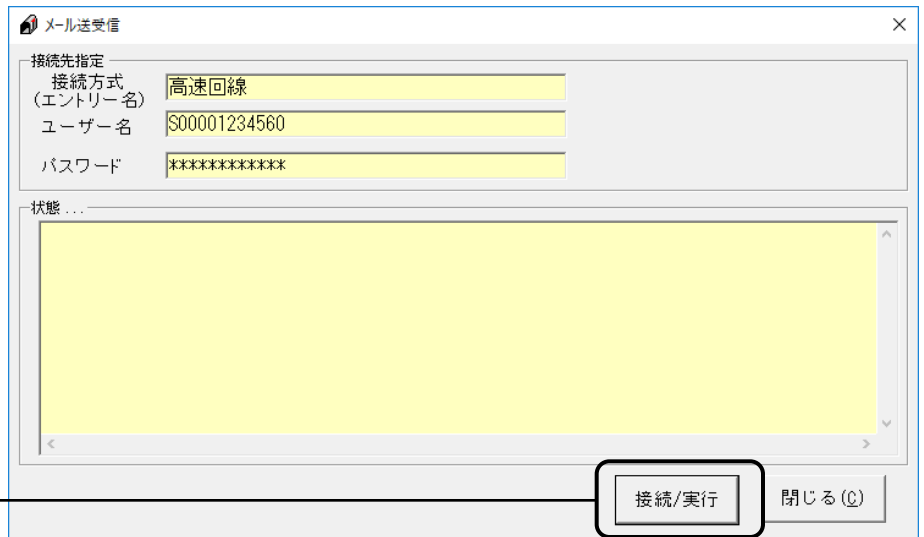 メール送受信
接続先指定
接続方式
(エントリー名)
高速回線
ユーザー名
S00001234560
パスワード
************
状態 ...
接続/実行
閉じる(C)